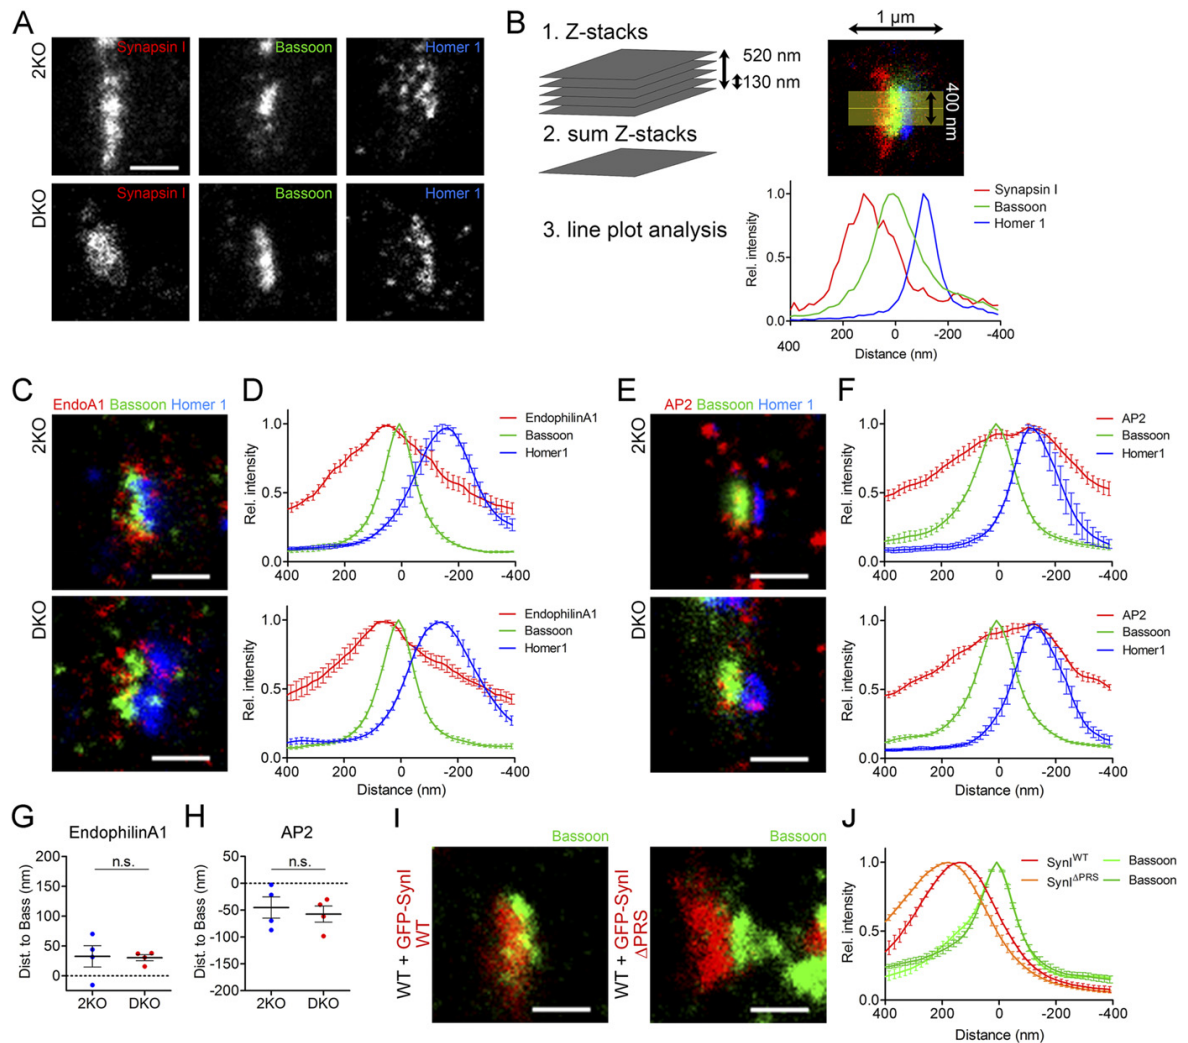 A
2KO
Synapsin I
Bassoon
Homer 1
DKO
Synapsin I
Bassoon
Homer 1
B
1. Z-stacks
520 nm
130 nm
2. sum Z-stacks
3. line plot analysis
1 μm
400 nm
Synapsin I
Bassoon
Homer 1
Rel. intensity
1.0
0.5
0.0
400 200 0 -200 -400
Distance (nm)
C
EndoA1 Bassoon Homer 1
2KO
DKO
D
EndophilinA1
Bassoon
Homer1
Rel. intensity
1.0
0.5
0.0
400 200 0 -200 -400
EndophilinA1
Bassoon
Homer1
Rel. intensity
1.0
0.5
0.0
400 200 0 -200 -400
Distance (nm)
E
AP2 Bassoon Homer 1
2KO
DKO
F
AP2
Bassoon
Homer1
Rel. intensity
1.0
0.5
0.0
400 200 0 -200 -400
AP2
Bassoon
Homer1
Rel. intensity
1.0
0.5
0.0
400 200 0 -200 -400
Distance (nm)
G
EndophilinA1
n.s.
Dist. to Bass (nm)
200
150
100
50
0
2KO DKO
H
AP2
n.s.
Dist. to Bass (nm)
50
0
-50
-100
-150
-200
2KO DKO
I
WT + GFP-SynI
WT
Bassoon
WT + GFP-SynI
ΔPRS
Bassoon
J
SynI^WT Bassoon
SynI^ΔPRS Bassoon
Rel. intensity
1.0
0.5
0.0
400 200 0 -200 -400
Distance (nm)